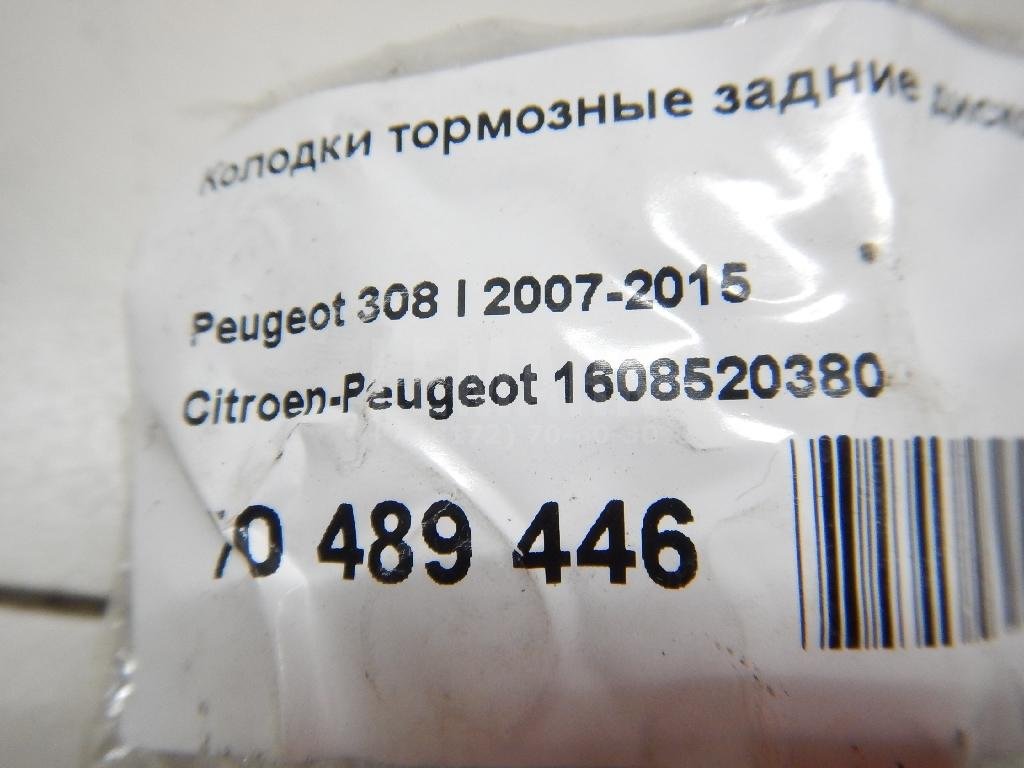 Колодки тормозные задние
Peugeot 308 I 2007-2015
Citroen-Peugeot 1608520380
70 489 446